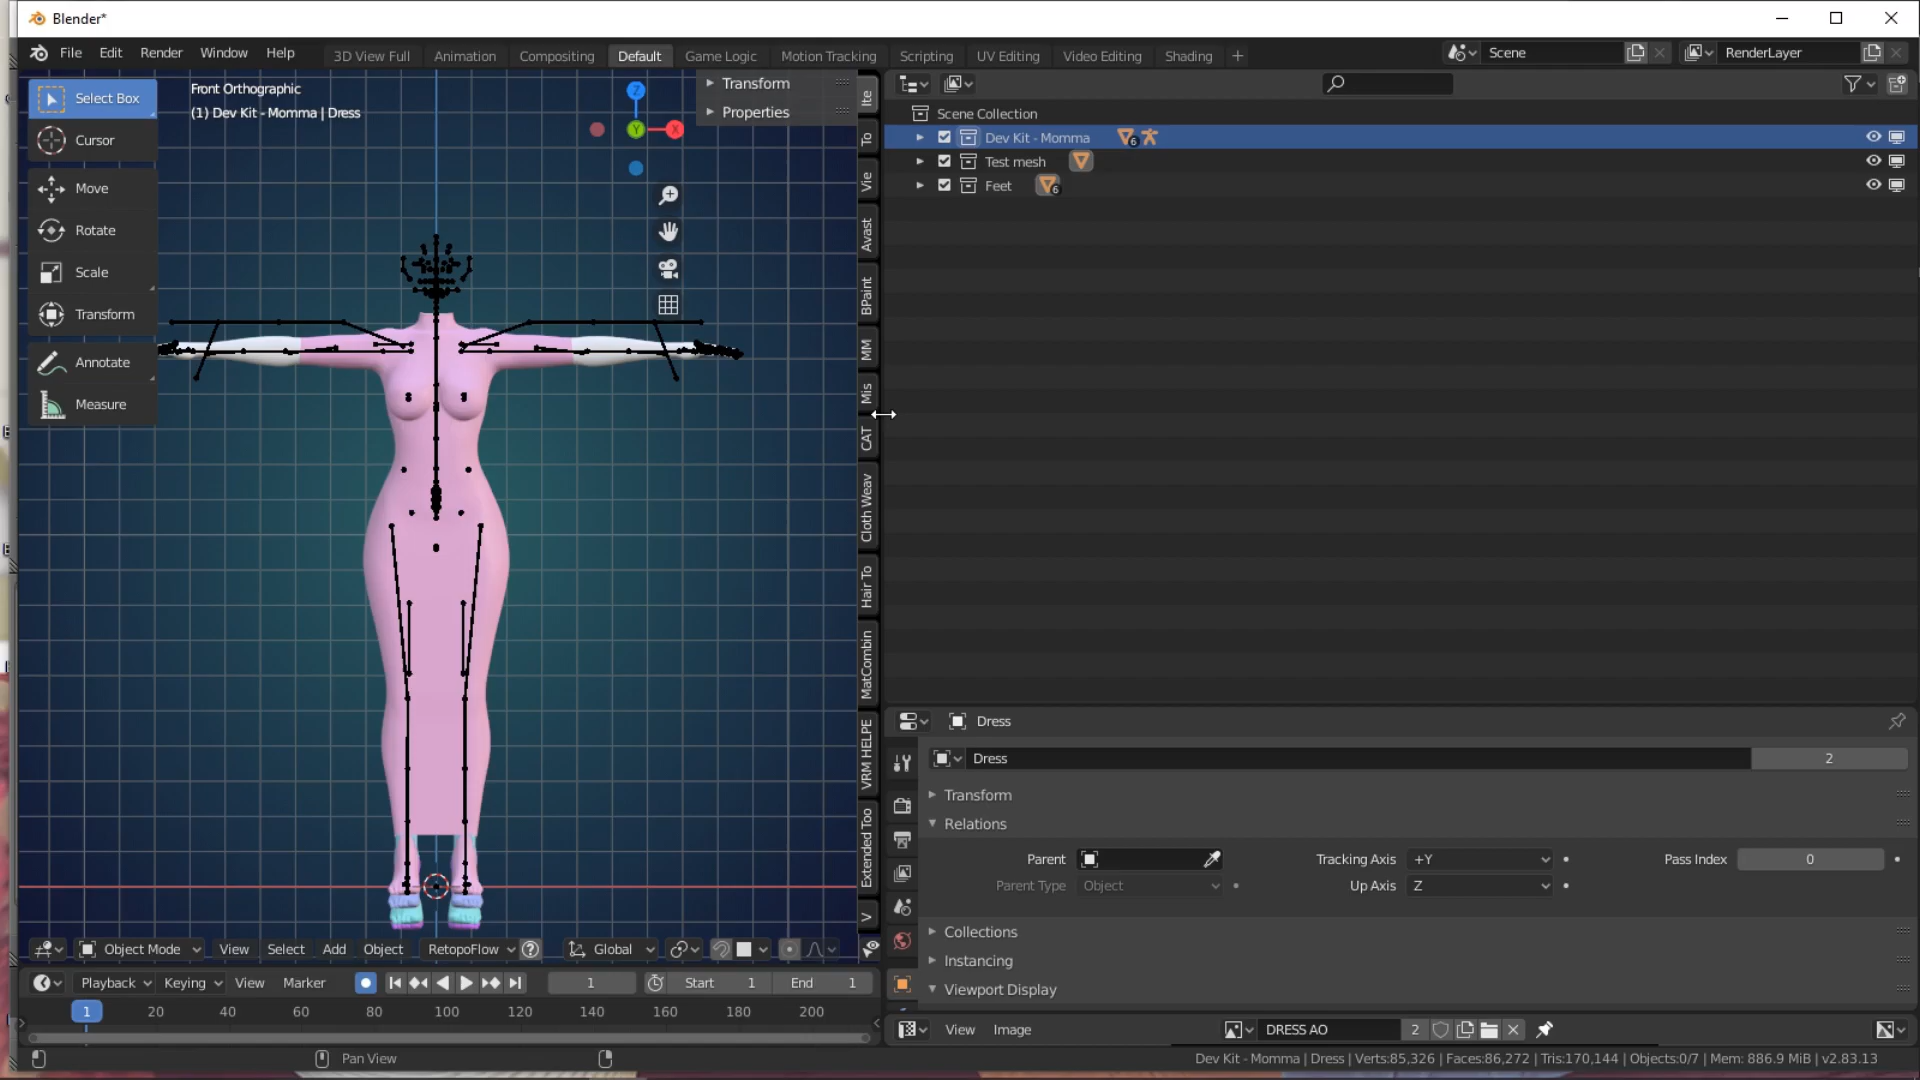 Blender*
File Edit Render Window Help 3D View Full Animation Compositing Default Game Logic Motion Tracking Scripting UV Editing Video Editing Shading + Scene RenderLayer
Select Box
Cursor
Move
Rotate
Scale
Transform
Annotate
Measure
Front Orthographic
(1) Dev Kit - Momma | Dress
Z
Y
X
Transform
Properties
Ite
To
Vie
Avast
BPaint
MM
Mis
CAT
Cloth Weav
Hair To
MatCombin
VRM HELPE
Extended Too
V
Scene Collection
Dev Kit - Momma 6
Test mesh
Feet 6
Dress
Dress 2
Transform
Relations
Parent Tracking Axis +Y Pass Index 0
Parent Type Object Up Axis Z
Collections
Instancing
Viewport Display
Object Mode View Select Add Object RetopoFlow ? Global
Playback Keying View Marker 1 Start 1 End 1
1 20 40 60 80 100 120 140 160 180 200
View Image DRESS AO 2
Pan View
Dev Kit - Momma | Dress | Verts:85,326 | Faces:86,272 | Tris:170,144 | Objects:0/7 | Mem: 886.9 MiB | v2.83.13